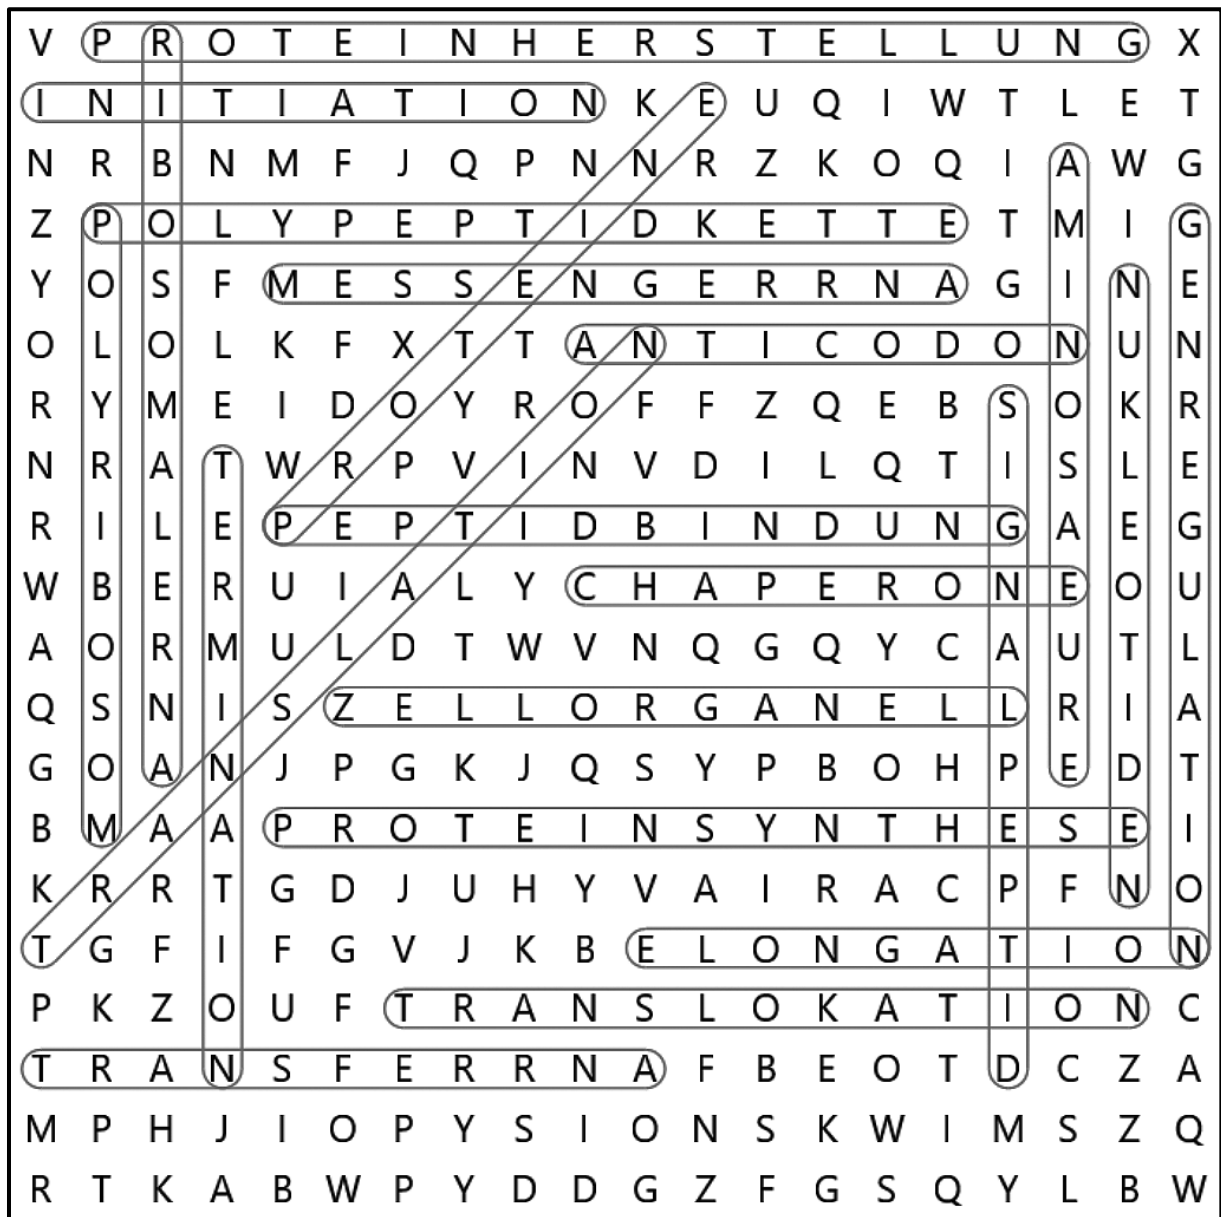 V P R O T E I N H E R S T E L L U N G X
I N I T I A T I O N K E U Q I W T L E T
N R B N M F J Q P N N R Z K O Q I A W G
Z P O L Y P E P T I D K E T T E T M I G
Y O S F M E S S E N G E R R N A G I N E
O L O L K F X T T A N T I C O D O N U N
R Y M E I D O Y R O F F Z Q E B S O K R
N R A T W R P V I N V D I L Q T I S L E
R I L E P E P T I D B I N D U N G A E G
W B E R U I A L Y C H A P E R O N E O U
A O R M U L D T W V N Q G Q Y C A U T L
Q S N I S Z E L L O R G A N E L L R I A
G O A N J P G K J Q S Y P B O H P E D T
B M A A P R O T E I N S Y N T H E S E I
K R R T G D J U H Y V A I R A C P F N O
T G F I F G V J K B E L O N G A T I O N
P K Z O U F T R A N S L O K A T I O N C
T R A N S F E R R N A F B E O T D C Z A
M P H J I O P Y S I O N S K W I M S Z Q
R T K A B W P Y D D G Z F G S Q Y L B W